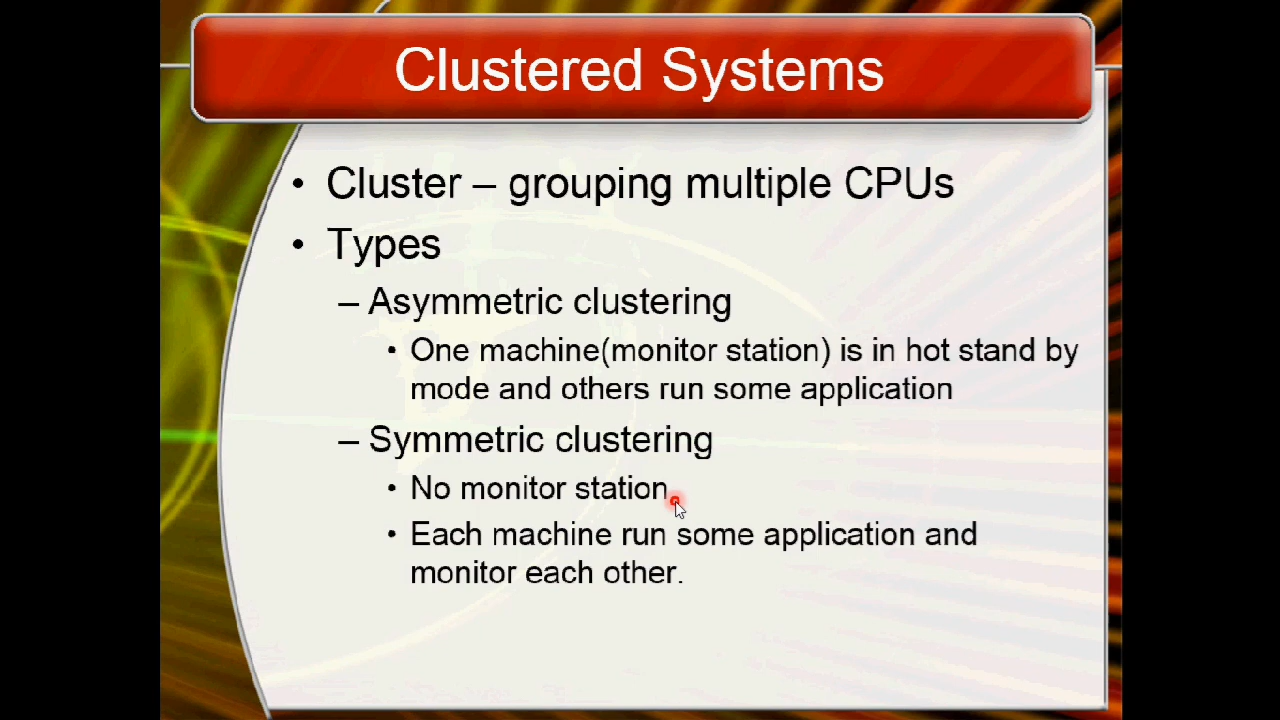 Clustered Systems
• Cluster – grouping multiple CPUs
• Types
– Asymmetric clustering
• One machine(monitor station) is in hot stand by
mode and others run some application
– Symmetric clustering
• No monitor station
• Each machine run some application and
monitor each other.